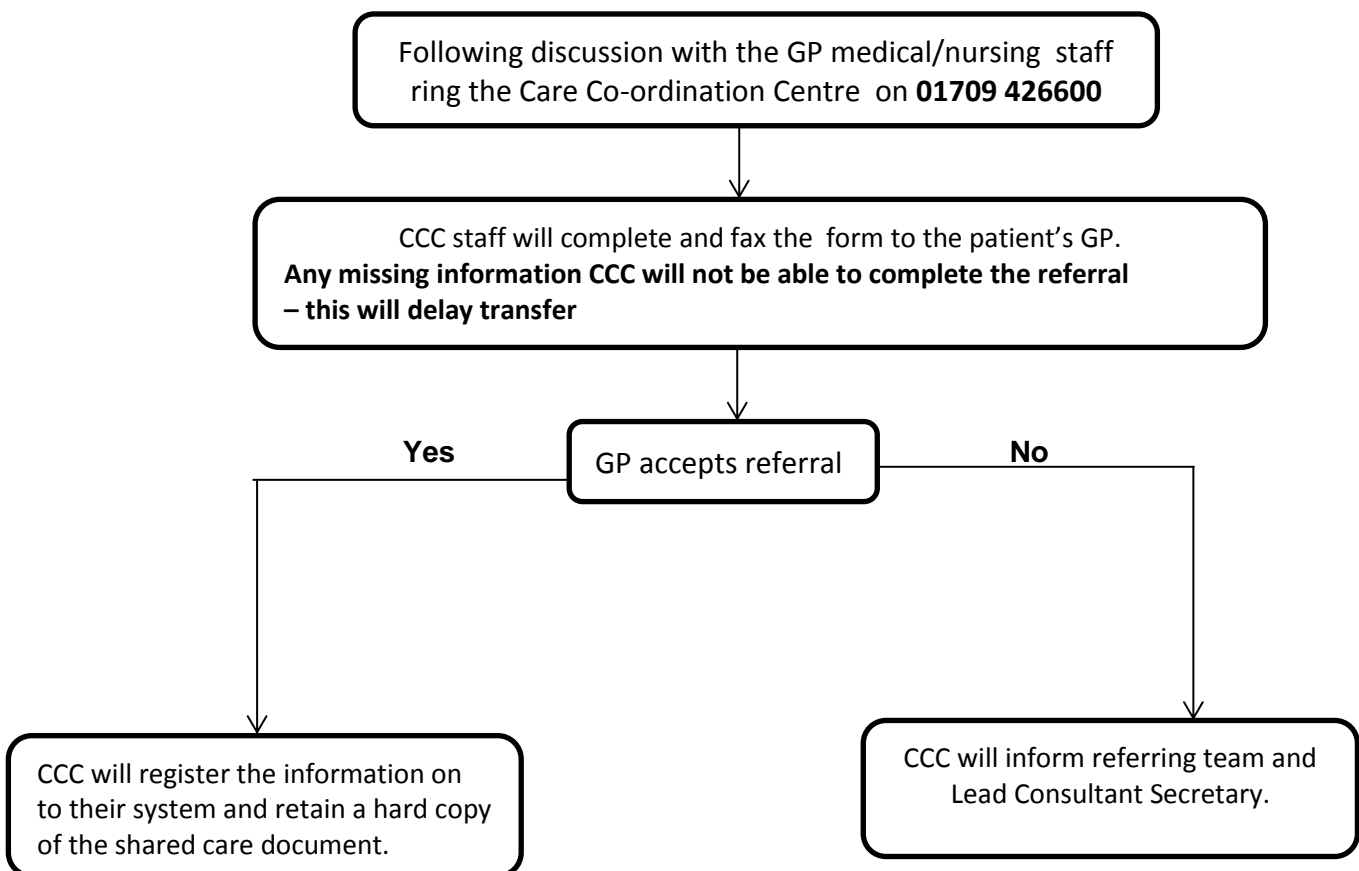 Following discussion with the GP medical/nursing staff
ring the Care Co-ordination Centre on 01709 426600
CCC staff will complete and fax the form to the patient’s GP.
Any missing information CCC will not be able to complete the referral
– this will delay transfer
Yes
GP accepts referral
No
CCC will register the information on
to their system and retain a hard copy
of the shared care document.
CCC will inform referring team and
Lead Consultant Secretary.